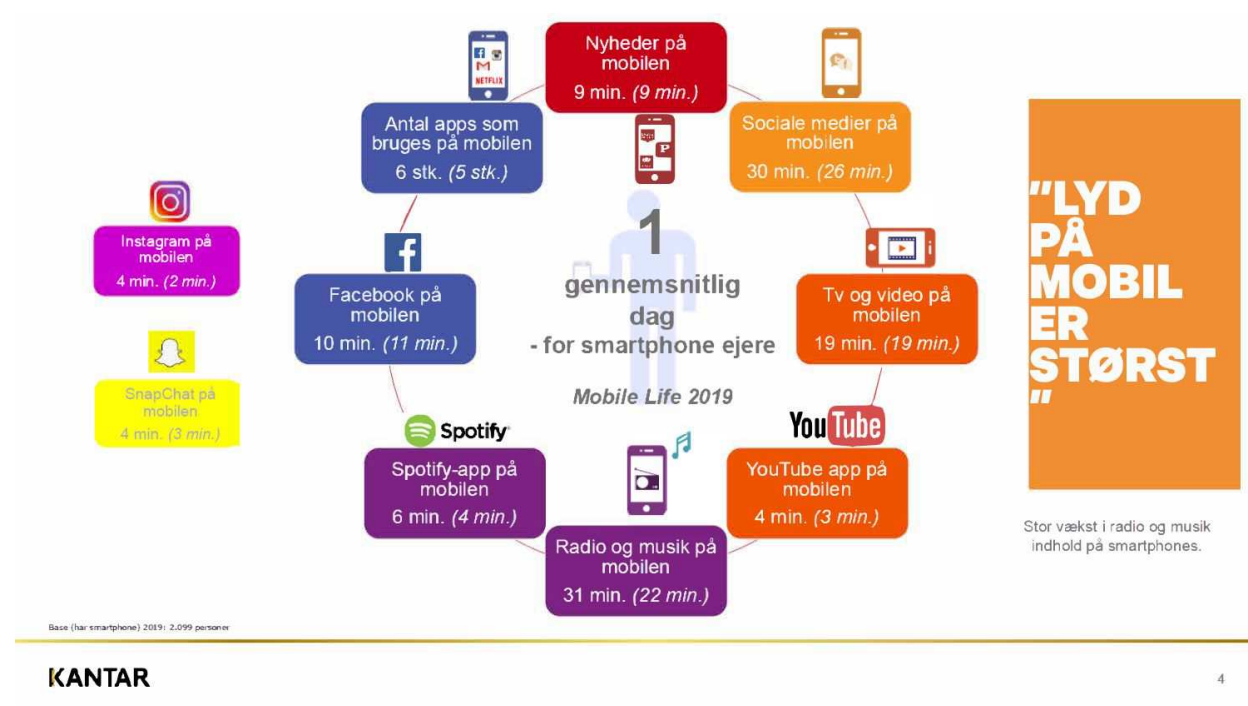 Nyheder på
mobilen
9 min. (9 min.)
NETFLIX
Antal apps som
bruges på mobilen
6 stk. (5 stk.)
Sociale medier på
mobilen
30 min. (26 min.)
Instagram på
mobilen
4 min. (2 min.)
Facebook på
mobilen
10 min. (11 min.)
1
gennemsnitlig
dag
- for smartphone ejere
Mobile Life 2019
Tv og video på
mobilen
19 min. (19 min.)
SnapChat på
mobilen
4 min. (3 min.)
Spotify
Spotify-app på
mobilen
6 min. (4 min.)
YouTube
YouTube app på
mobilen
4 min. (3 min.)
Radio og musik på
mobilen
31 min. (22 min.)
"LYD
PÅ
MOBIL
ER
STØRST
"
Stor vækst i radio og musik
indhold på smartphones.
Base (har smartphone) 2019: 2.099 personer
KANTAR
4